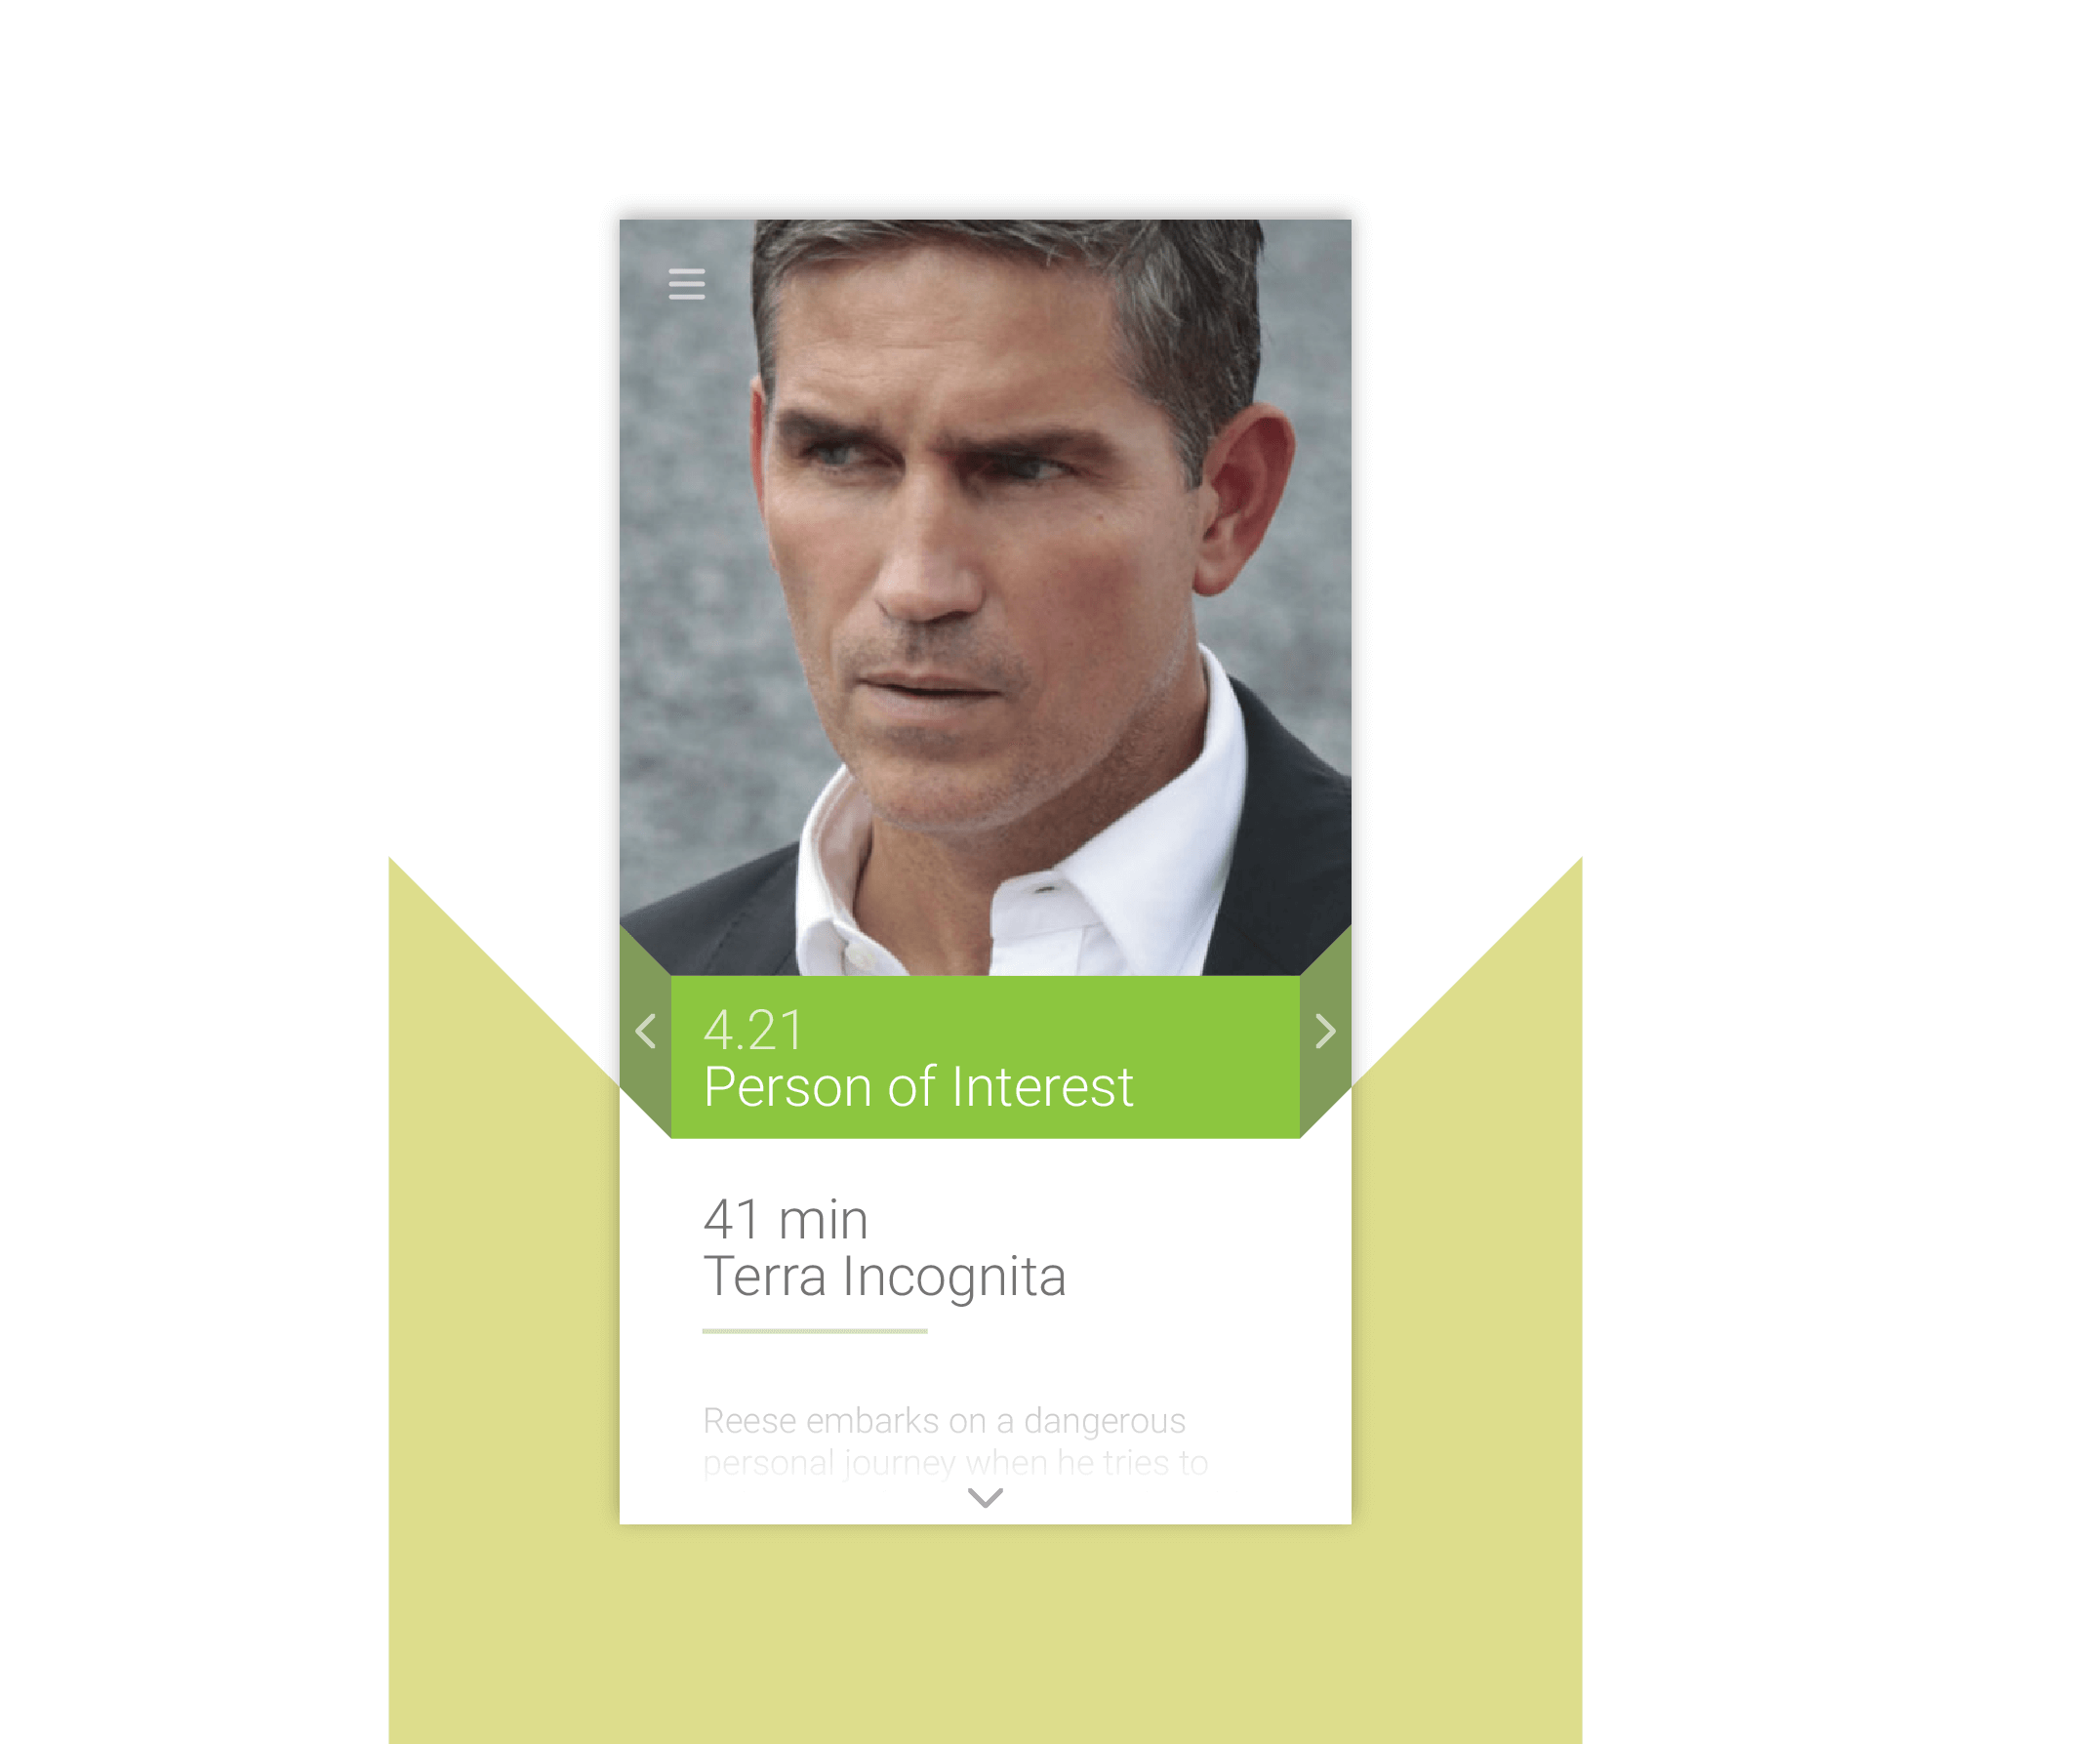 4.21
Person of Interest
41 min
Terra Incognita
Reese embarks on a dangerous
personal journey when he tries to